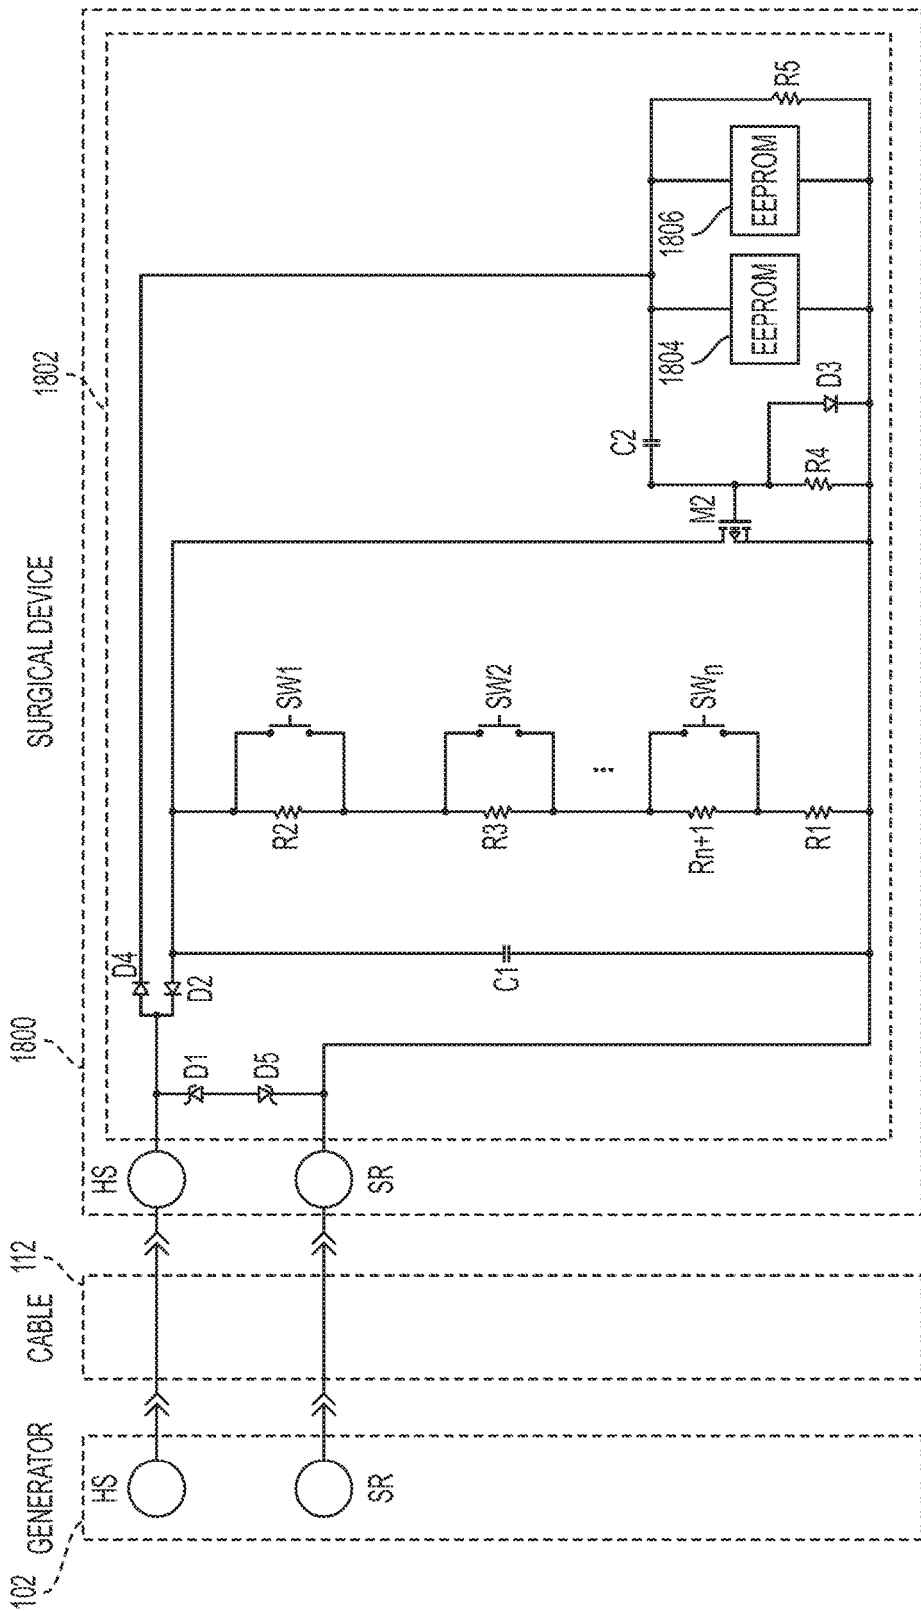 SURGICAL DEVICE
102
GENERATOR
CABLE
112
1800
1802
HS
HS
D4
D2
D1
D5
SR
SR
C1
R2
SW1
R3
SW2
...
Rn+1
SWn
R1
M2
C2
R4
D3
1804
EEPROM
1806
EEPROM
R5